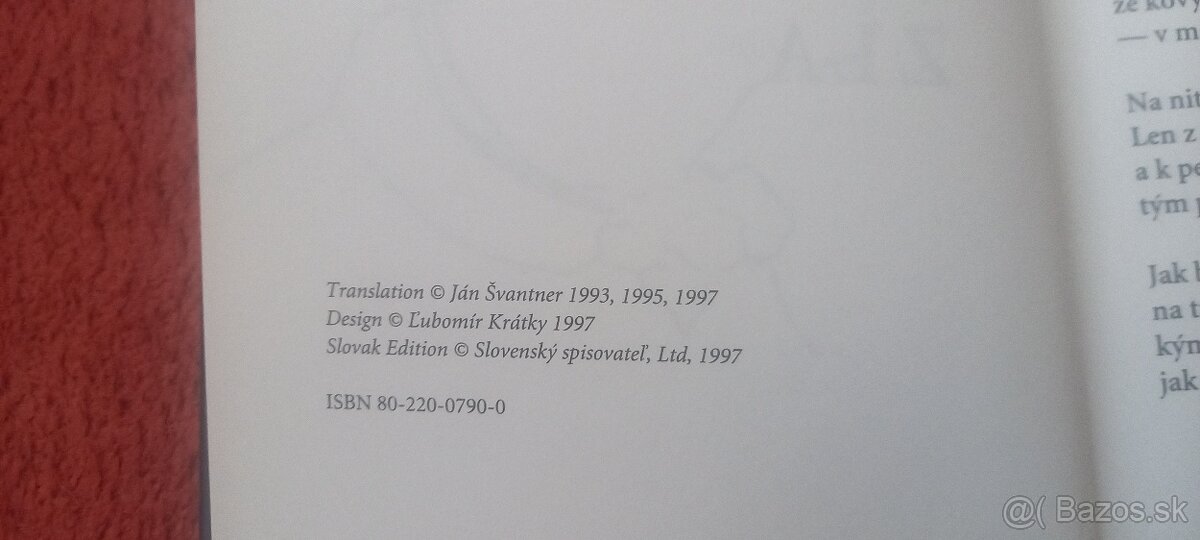 Translation © Ján Švantner 1993, 1995, 1997
Design © Ľubomír Krátky 1997
Slovak Edition © Slovenský spisovateľ, Ltd, 1997
ISBN 80-220-0790-0
— v m
Na nit
Len z
a k pe
tým
Jak
na t
kým
jak
@( Bazos.sk